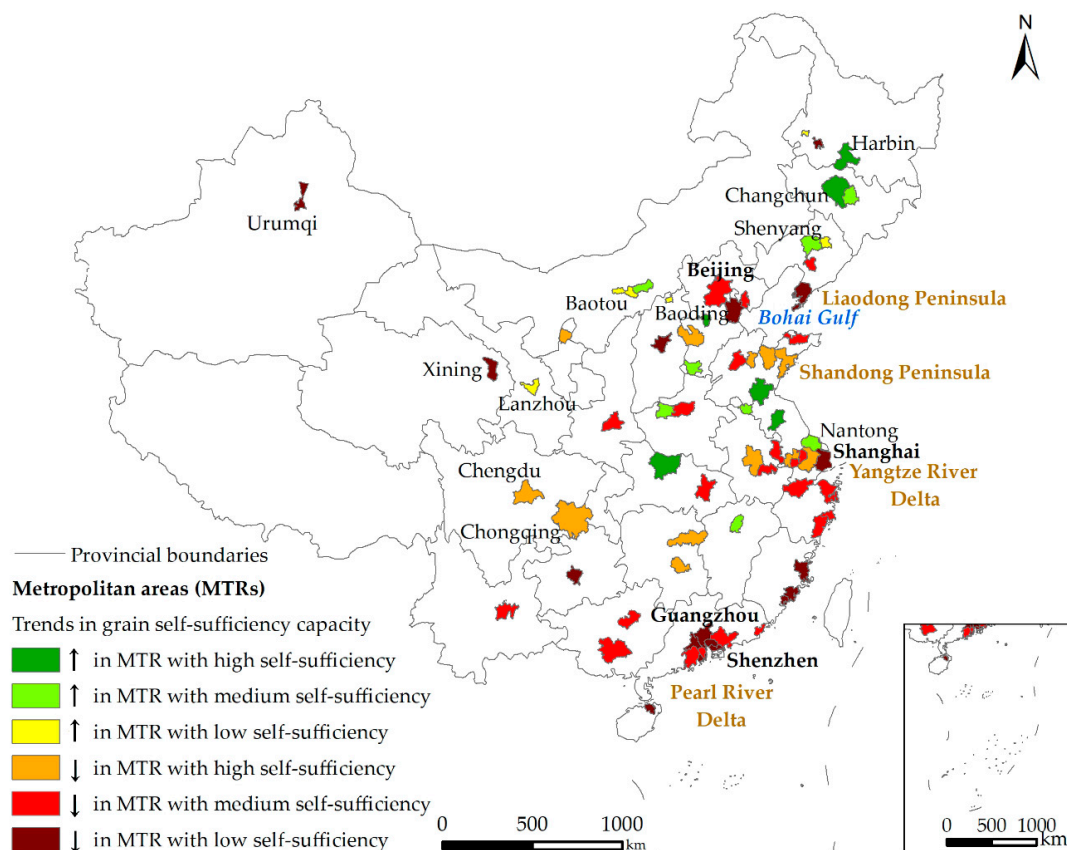 N
Harbin
Changchun
Shenyang
Urumqi
Beijing
Liaodong Peninsula
Baotou
Baoding
Bohai Gulf
Xining
Shandong Peninsula
Lanzhou
Nantong
Shanghai
Chengdu
Yangtze River
Delta
Chongqing
Provincial boundaries
Metropolitan areas (MTRs)
Trends in grain self-sufficiency capacity
↑ in MTR with high self-sufficiency
↑ in MTR with medium self-sufficiency
↑ in MTR with low self-sufficiency
↓ in MTR with high self-sufficiency
↓ in MTR with medium self-sufficiency
↓ in MTR with low self-sufficiency
Guangzhou
Shenzhen
Pearl River
Delta
0 500 1000
km
0 500 1000
km